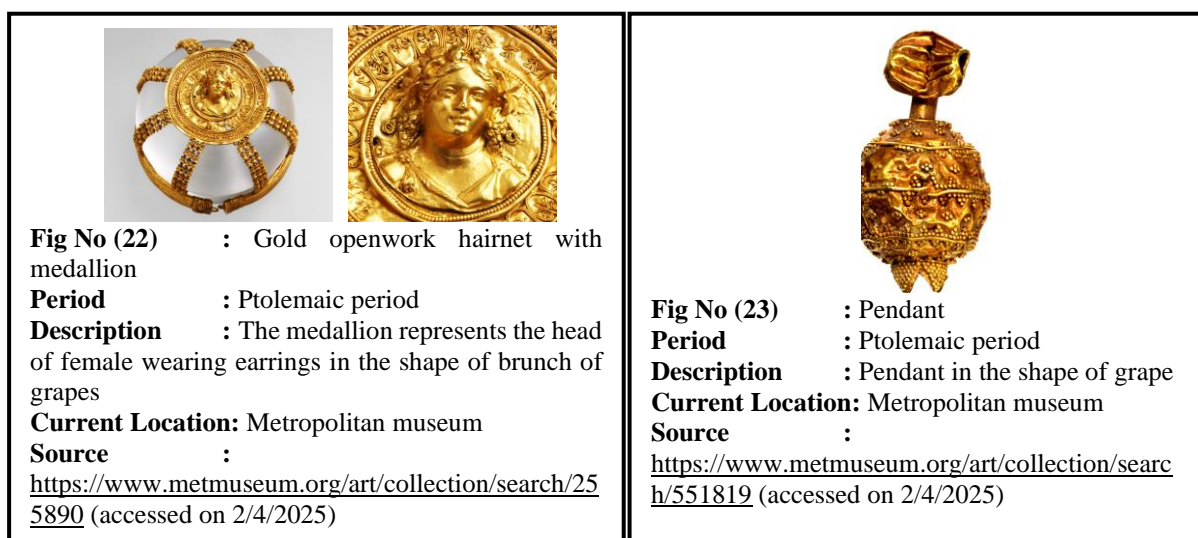 Fig No (22) : Gold openwork hairnet with
medallion
Period : Ptolemaic period
Description : The medallion represents the head
of female wearing earrings in the shape of brunch of
grapes
Current Location: Metropolitan museum
Source :
https://www.metmuseum.org/art/collection/search/25
5890 (accessed on 2/4/2025)
Fig No (23) : Pendant
Period : Ptolemaic period
Description : Pendant in the shape of grape
Current Location: Metropolitan museum
Source :
https://www.metmuseum.org/art/collection/searc
h/551819 (accessed on 2/4/2025)